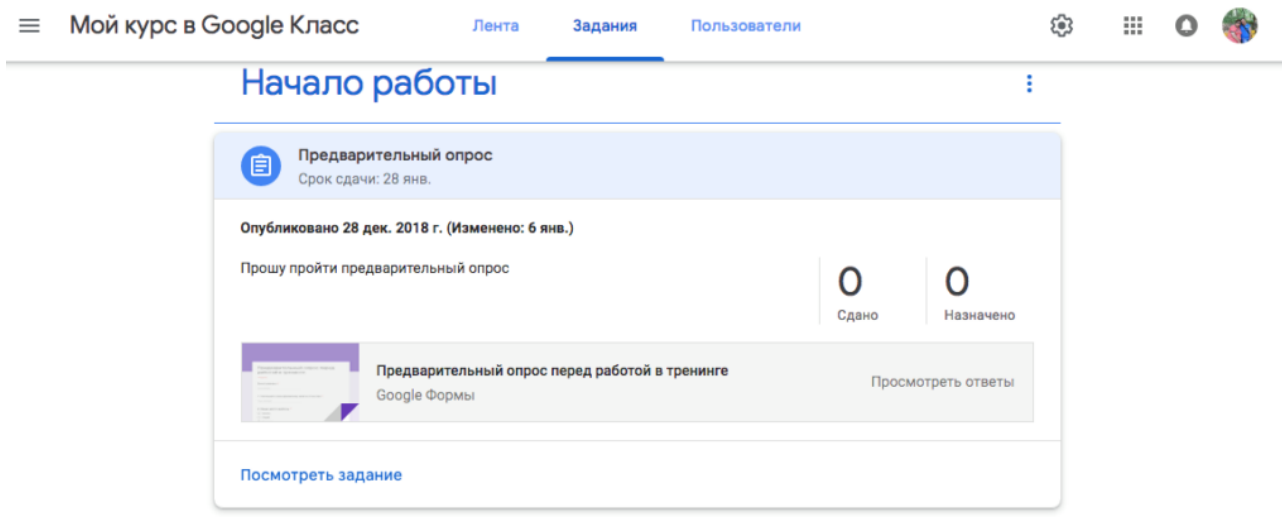 Мой курс в Google Класс
Лента
Задания
Пользователи
Начало работы
Предварительный опрос
Срок сдачи: 28 янв.
Опубликовано 28 дек. 2018 г. (Изменено: 6 янв.)
Прошу пройти предварительный опрос
0
Сдано
0
Назначено
Предварительный опрос перед работой в тренинге
Google Формы
Просмотреть ответы
Посмотреть задание